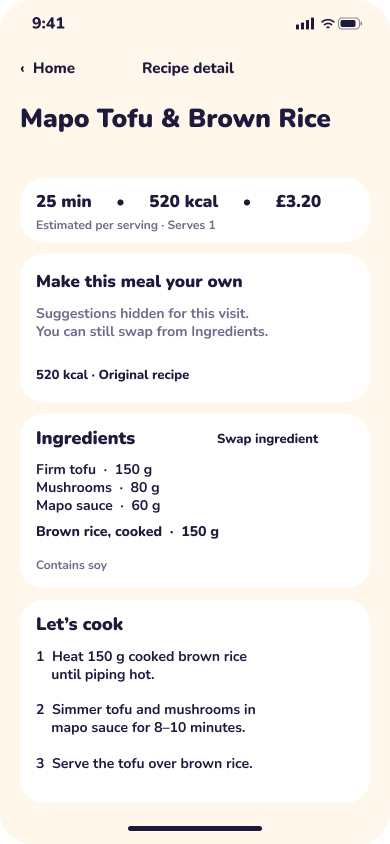 9:41
‹ Home Recipe detail
Mapo Tofu & Brown Rice
25 min • 520 kcal • £3.20
Estimated per serving · Serves 1
Make this meal your own
Suggestions hidden for this visit.
You can still swap from Ingredients.
520 kcal · Original recipe
Ingredients Swap ingredient
Firm tofu · 150 g
Mushrooms · 80 g
Mapo sauce · 60 g
Brown rice, cooked · 150 g
Contains soy
Let’s cook
1 Heat 150 g cooked brown rice
until piping hot.
2 Simmer tofu and mushrooms in
mapo sauce for 8–10 minutes.
3 Serve the tofu over brown rice.